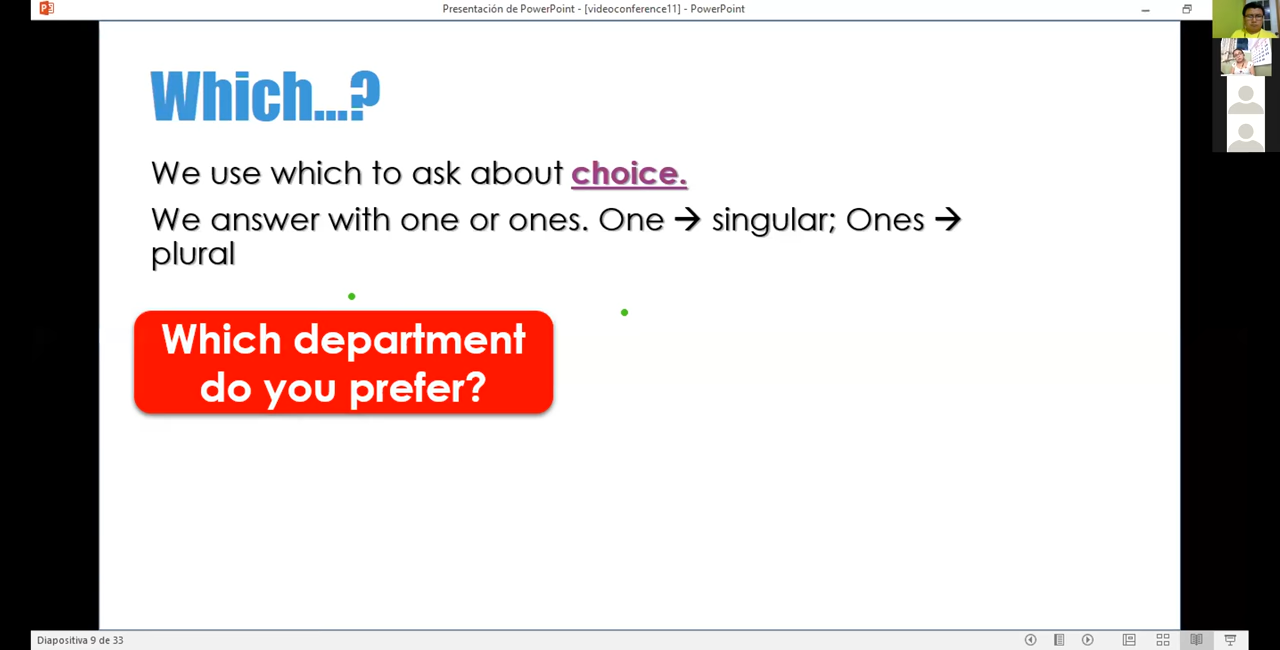 Presentación de PowerPoint - [videoconference11] - PowerPoint
Which...?
We use which to ask about choice.
We answer with one or ones. One → singular; Ones →
plural
Which department
do you prefer?
Diapositiva 9 de 33